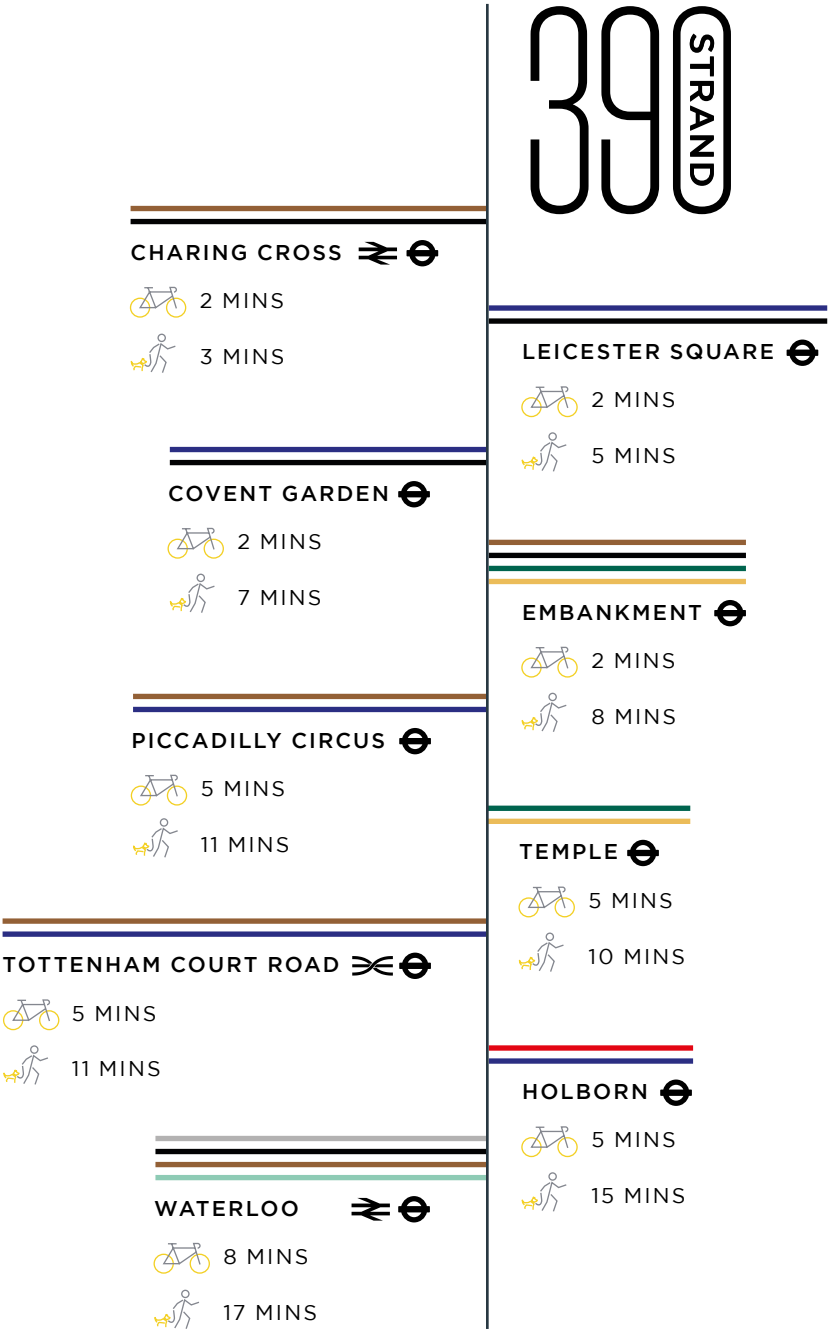 390 STRAND
CHARING CROSS
2 MINS
3 MINS
LEICESTER SQUARE
2 MINS
5 MINS
COVENT GARDEN
2 MINS
7 MINS
EMBANKMENT
2 MINS
8 MINS
PICCADILLY CIRCUS
5 MINS
11 MINS
TEMPLE
5 MINS
10 MINS
TOTTENHAM COURT ROAD
5 MINS
11 MINS
HOLBORN
5 MINS
15 MINS
WATERLOO
8 MINS
17 MINS